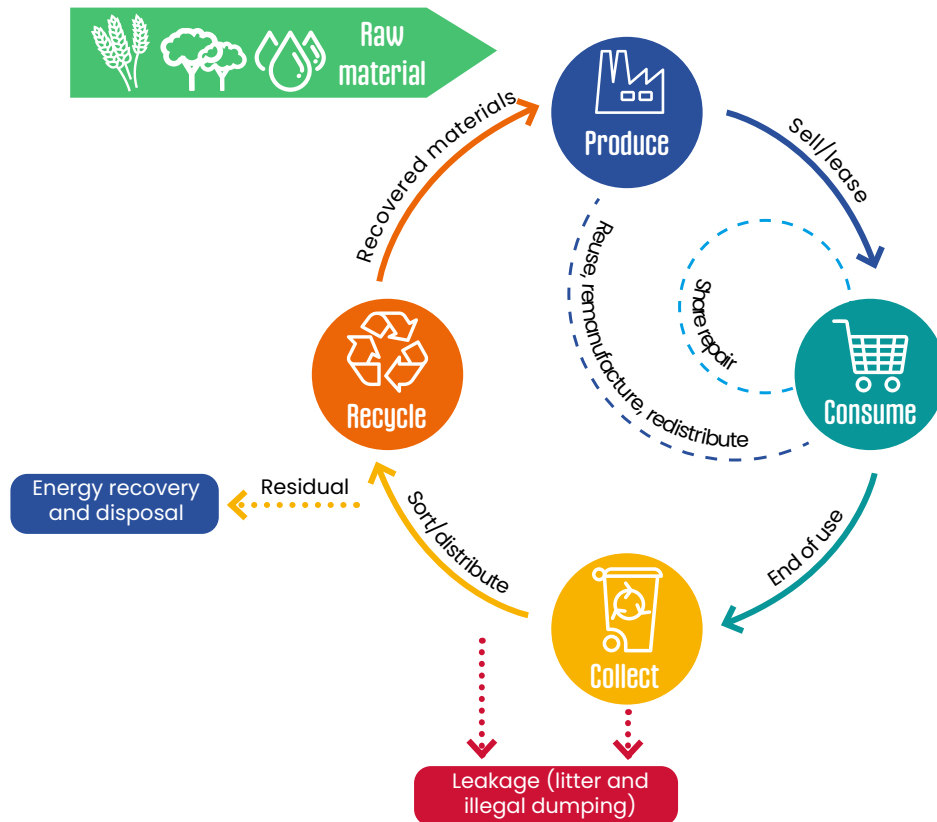 Raw
material
Produce
Sell/lease
Recovered materials
Reuse, remanufacture, redistribute
Share repair
Consume
Recycle
End of use
Energy recovery
and disposal
Residual
Sort/distribute
Collect
Leakage (litter and
illegal dumping)